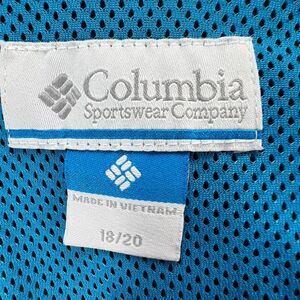 Columbia
Sportswear Company
MADE IN VIETNAM
18/20